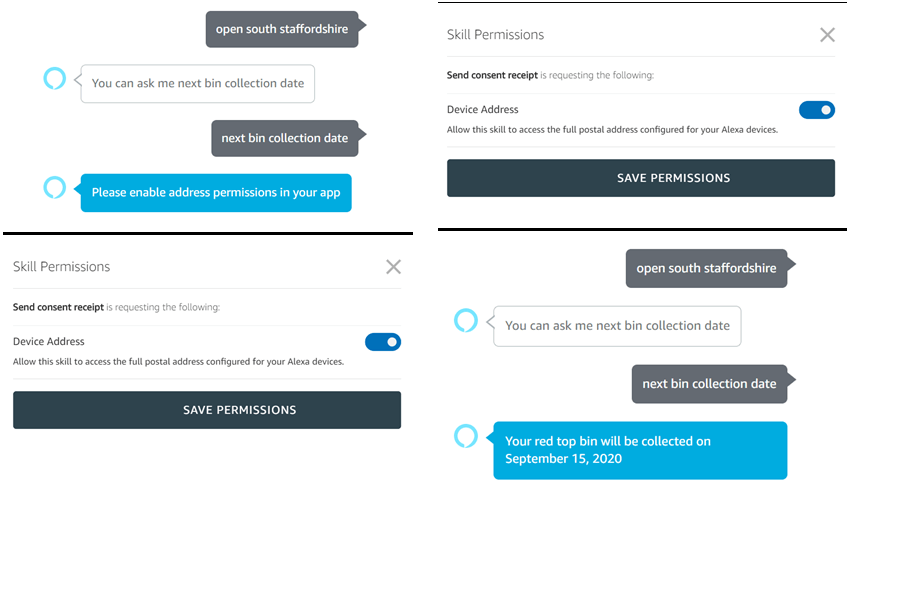 open south staffordshire
You can ask me next bin collection date
next bin collection date
Please enable address permissions in your app
Skill Permissions
Send consent receipt is requesting the following:
Device Address
Allow this skill to access the full postal address configured for your Alexa devices.
SAVE PERMISSIONS
Skill Permissions
Send consent receipt is requesting the following:
Device Address
Allow this skill to access the full postal address configured for your Alexa devices.
SAVE PERMISSIONS
open south staffordshire
You can ask me next bin collection date
next bin collection date
Your red top bin will be collected on
September 15, 2020